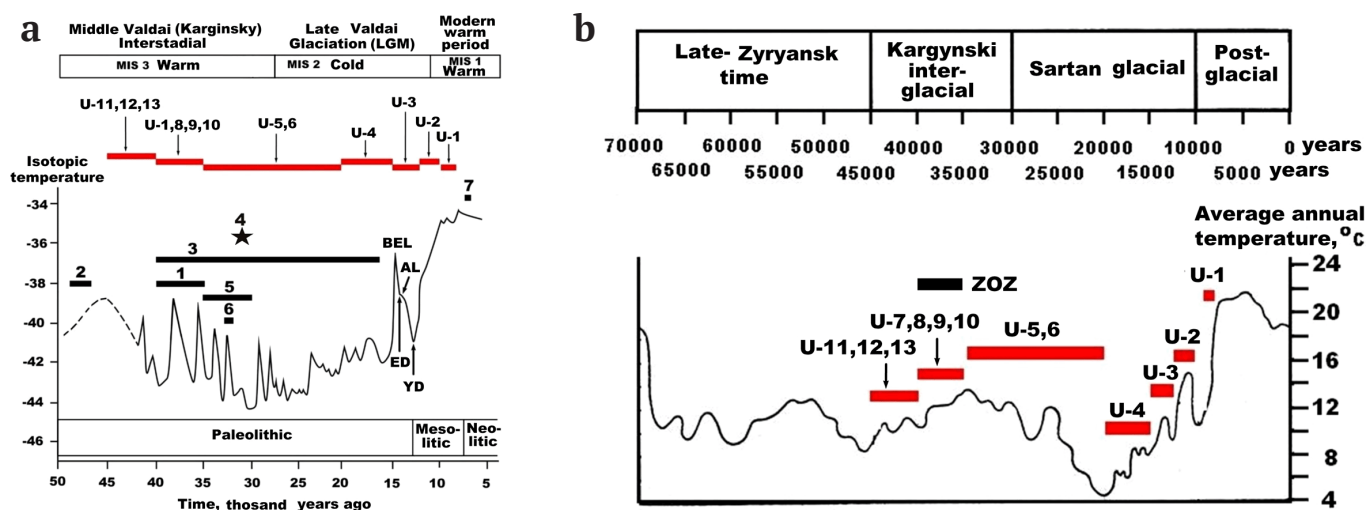 a
Middle Valdai (Karginsky)
Interstadial
Late Valdai
Glaciation (LGM)
Modern
warm
period
MIS 3 Warm
MIS 2 Cold
MIS 1
Warm
U-11,12,13
U-1,8,9,10
U-5,6
U-4
U-3
U-2
U-1
Isotopic
temperature
-34
-36
-38
-40
-42
-44
-46
7
4
3
2
1
5
6
BEL
AL
ED
YD
Paleolithic
Meso-
litic
Neo-
litic
50 45 40 35 30 25 20 15 10 5
Time, thosand years ago
b
Late- Zyryansk
time
Kargynski
inter-
glacial
Sartan glacial
Post-
glacial
70000 60000 50000 40000 30000 20000 10000 0 years
65000 55000 45000 35000 25000 15000 5000 years
Average annual
temperature, °C
24
20
16
12
8
4
U-1
ZOZ
U-7,8,9,10
U-5,6
U-11,12,13
U-2
U-3
U-4